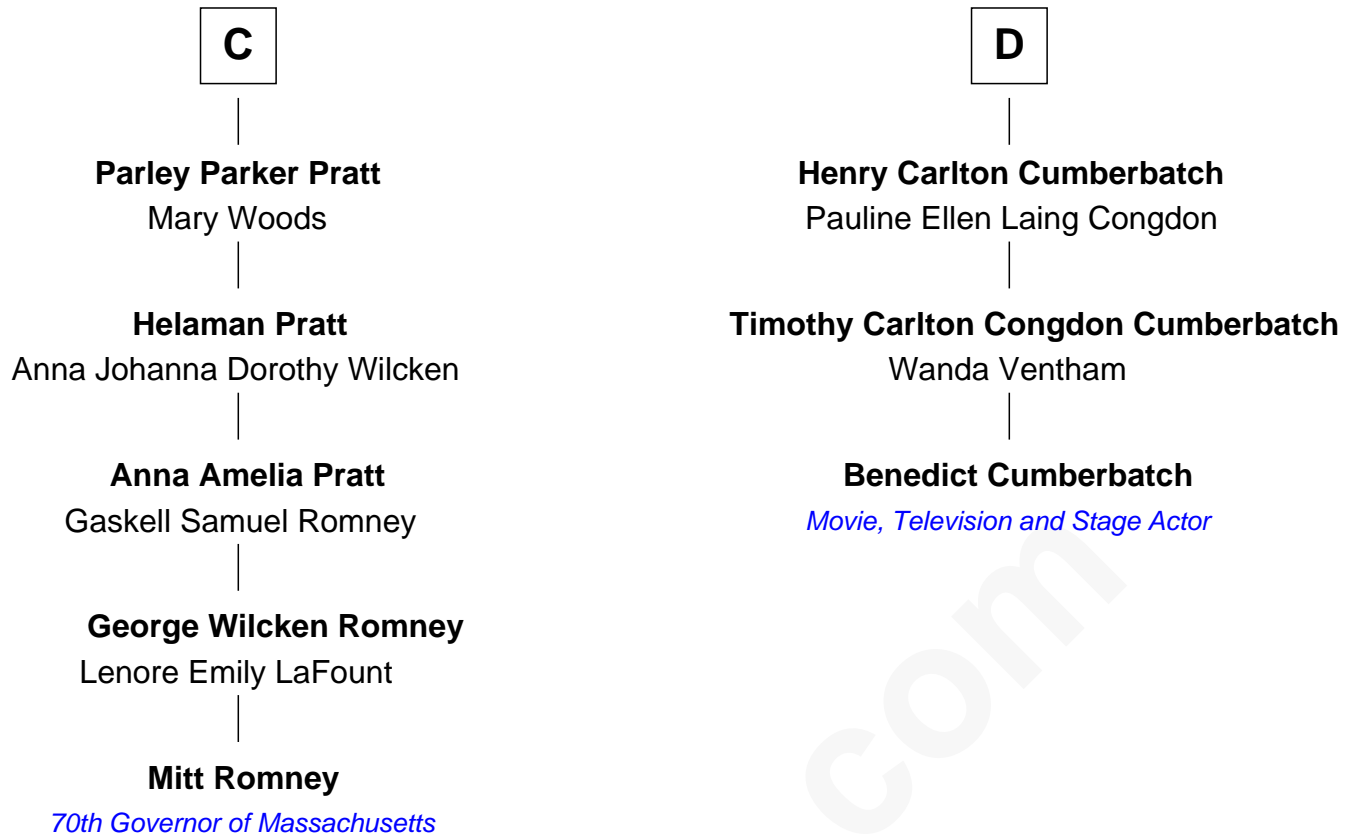 C
Parley Parker Pratt
Mary Woods
Helaman Pratt
Anna Johanna Dorothy Wilcken
Anna Amelia Pratt
Gaskell Samuel Romney
George Wilcken Romney
Lenore Emily LaFount
Mitt Romney
70th Governor of Massachusetts
D
Henry Carlton Cumberbatch
Pauline Ellen Laing Congdon
Timothy Carlton Congdon Cumberbatch
Wanda Ventham
Benedict Cumberbatch
Movie, Television and Stage Actor
com